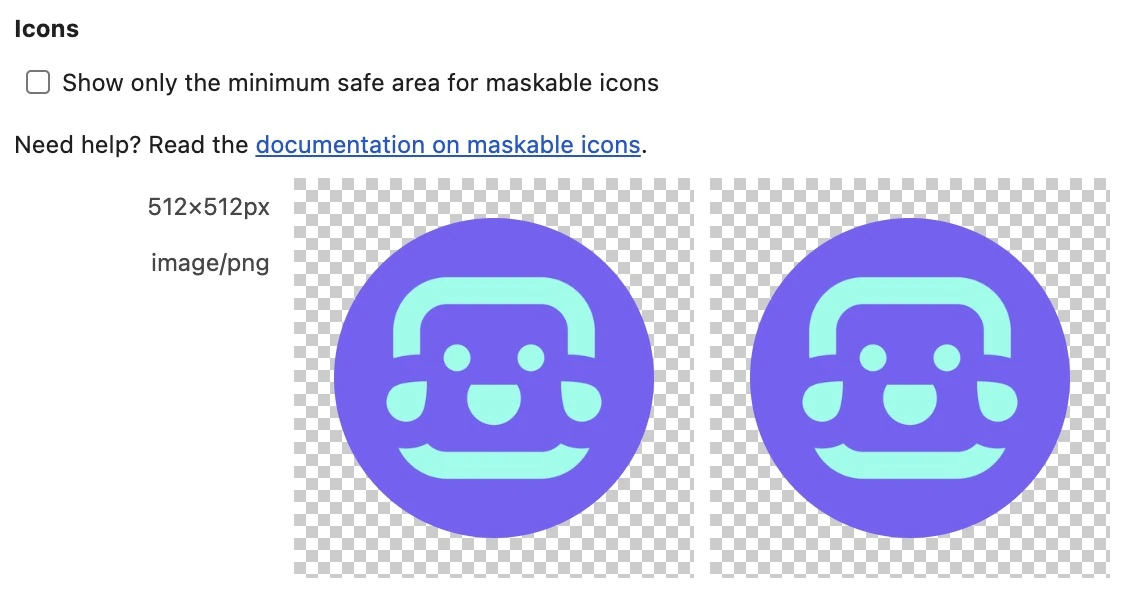 Icons
Show only the minimum safe area for maskable icons
Need help? Read the documentation on maskable icons.
512×512px
image/png